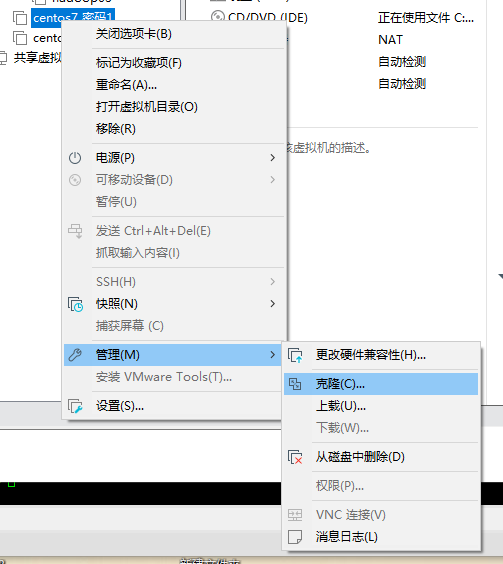 centos7 密码1
cento
共享虚拟
CD/DVD (IDE)
正在使用文件 C:...
NAT
自动检测
自动检测
该虚拟机的描述。
关闭选项卡(B)
标记为收藏项(F)
重命名(A)...
打开虚拟机目录(O)
移除(R)
电源(P)
可移动设备(D)
暂停(U)
发送 Ctrl+Alt+Del(E)
抓取输入内容(I)
SSH(H)
快照(N)
捕获屏幕 (C)
管理(M)
安装 VMware Tools(T)...
设置(S)...
更改硬件兼容性(H)...
克隆(C)...
上载(U)...
下载(W)...
从磁盘中删除(D)
权限(P)...
VNC 连接(V)
消息日志(L)